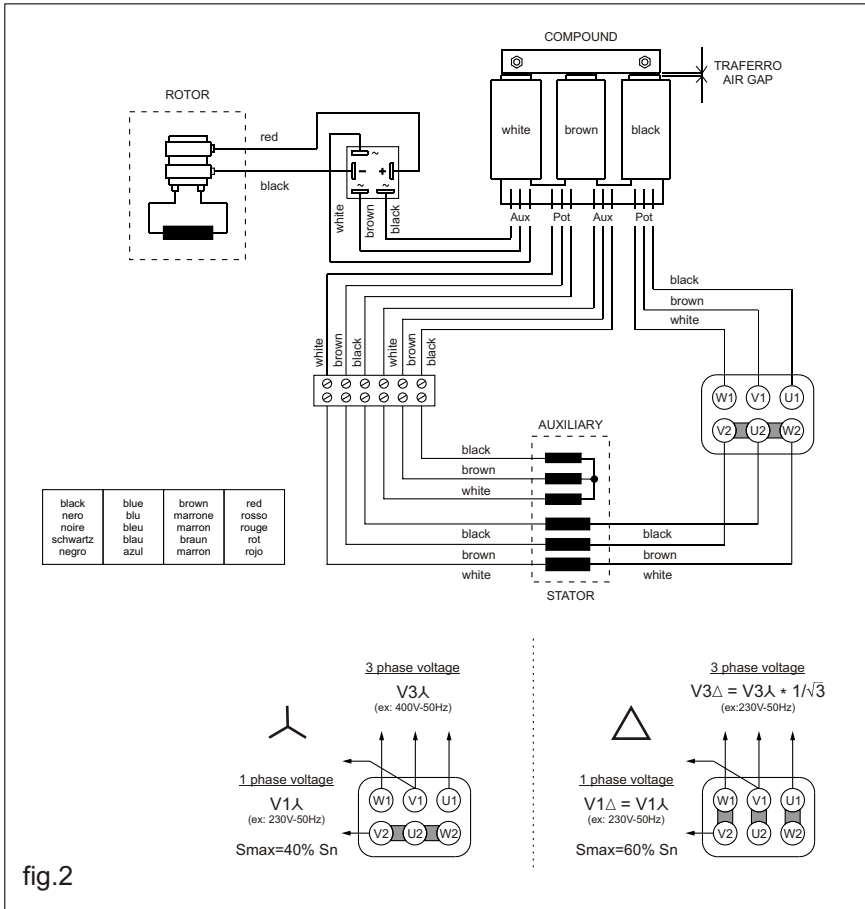 COMPOUND
TRAFERRO
AIR GAP
ROTOR
red
black
white
brown
black
~
- +
~ ~
white
brown
black
Aux Pot Aux Pot
black
brown
white
white
brown
black
white
brown
black
W1 V1 U1
V2 U2 W2
AUXILIARY
black
brown
white
black
brown
white
black
brown
white
STATOR
black blue brown red
nero blu marrone rosso
noire bleu marron rouge
schwartz blau braun rot
negro azul marron rojo
3 phase voltage
V3⅄
(ex: 400V-50Hz)
1 phase voltage
V1⅄
(ex: 230V-50Hz)
Smax=40% Sn
W1 V1 U1
V2 U2 W2
3 phase voltage
V3△ = V3⅄ * 1/√3
(ex:230V-50Hz)
1 phase voltage
V1△ = V1⅄
(ex: 230V-50Hz)
Smax=60% Sn
W1 V1 U1
V2 U2 W2
fig.2